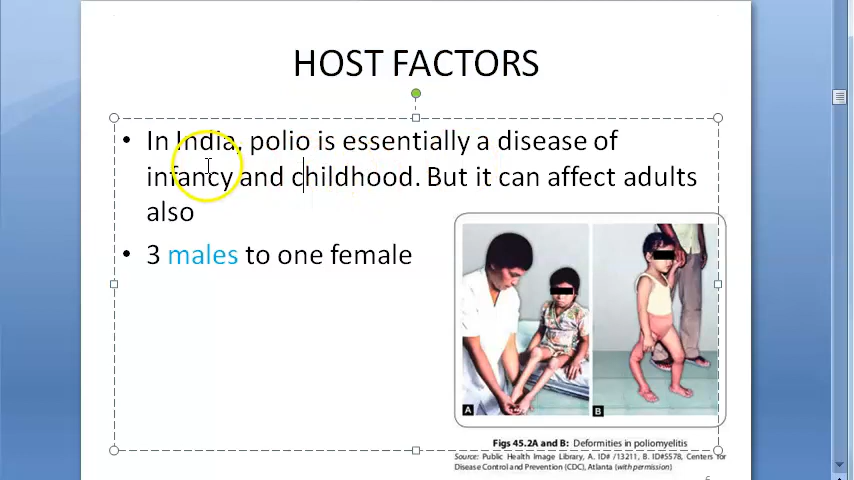 HOST FACTORS
• In India, polio is essentially a disease of
infancy and childhood. But it can affect adults
also
• 3 males to one female
A
B
Figs 45.2A and B: Deformities in poliomyelitis
Source: Public Health Image Library, A. ID# /13211, B. ID#5578, Centers for
Disease Control and Prevention (CDC), Atlanta (with permission)